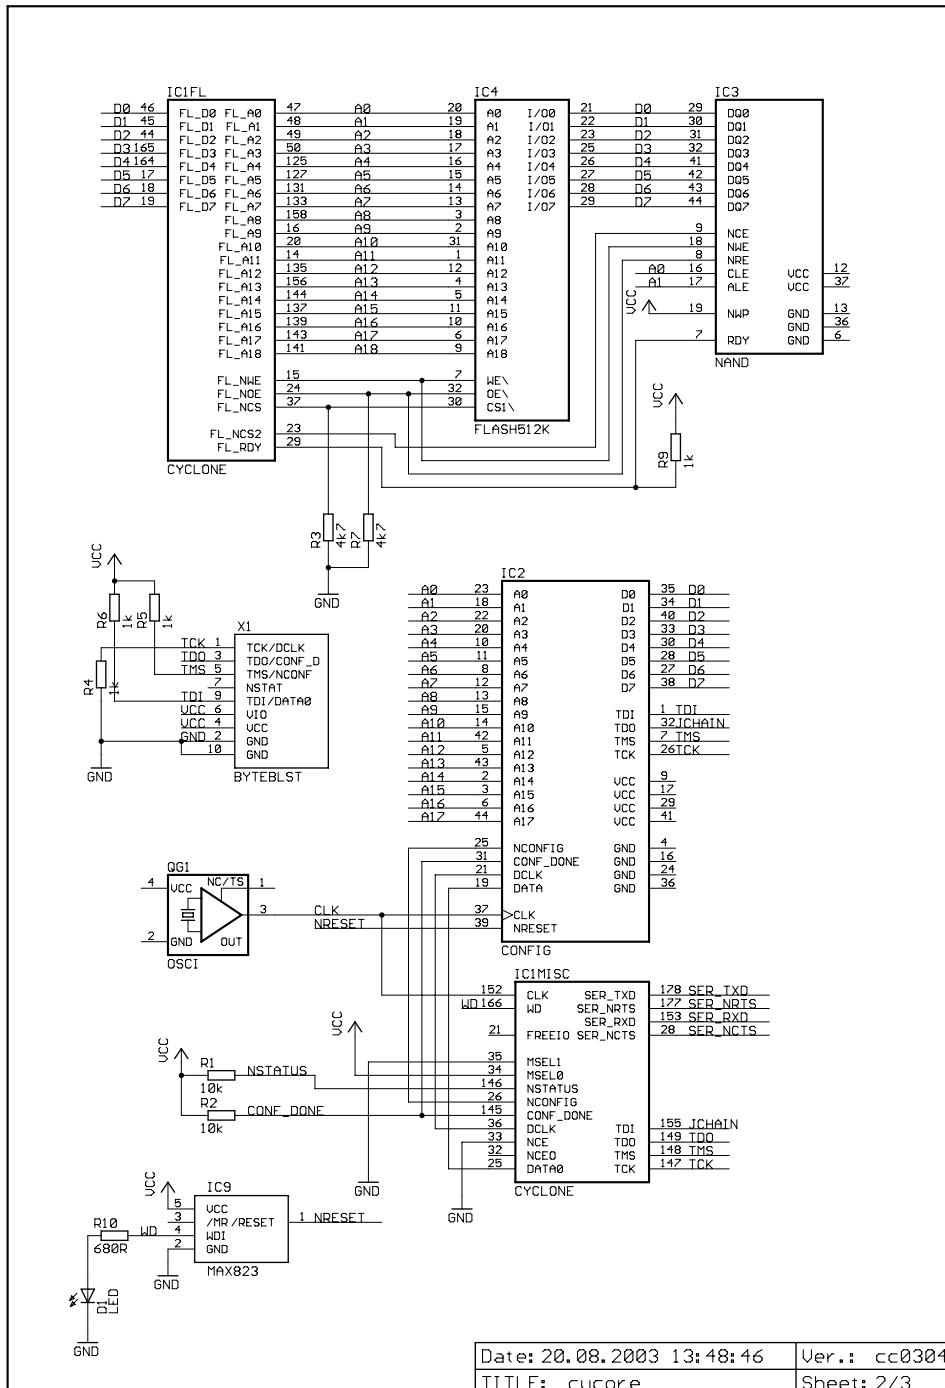 IC1FL IC4 IC3
D0 46 FL_D0 FL_A0 47 A0 20 A0 I/O0 21 D0 29 DQ0
D1 45 FL_D1 FL_A1 48 A1 19 A1 I/O1 22 D1 30 DQ1
D2 44 FL_D2 FL_A2 49 A2 18 A2 I/O2 23 D2 31 DQ2
D3 165 FL_D3 FL_A3 50 A3 17 A3 I/O3 25 D3 32 DQ3
D4 164 FL_D4 FL_A4 125 A4 16 A4 I/O4 26 D4 41 DQ4
D5 17 FL_D5 FL_A5 127 A5 15 A5 I/O5 27 D5 42 DQ5
D6 18 FL_D6 FL_A6 131 A6 14 A6 I/O6 28 D6 43 DQ6
D7 19 FL_D7 FL_A7 133 A7 13 A7 I/O7 29 D7 44 DQ7
FL_A8 158 A8 3 A8
FL_A9 16 A9 2 A9 9 NCE
FL_A10 20 A10 31 A10 18 NWE
FL_A11 14 A11 1 A11 8 NRE
FL_A12 135 A12 12 A12 A0 16 CLE VCC 12
FL_A13 156 A13 4 A13 A1 17 ALE VCC 37
FL_A14 144 A14 5 A14
FL_A15 137 A15 11 A15 VCC 19 NWP GND 13
FL_A16 139 A16 10 A16 GND 36
FL_A17 143 A17 6 A17 7 RDY GND 6
FL_A18 141 A18 9 A18
NAND
FL_NWE 15 7 WE\
FL_NOE 24 32 OE\
FL_NCS 37 30 CS1\
VCC
FLASH512K
FL_NCS2 23
FL_RDY 29
R9 1k
CYCLONE
R3 4k7 R7 4k7
GND
VCC
R6 1k R5 1k
X1
TCK 1 TCK/DCLK
TDO 3 TDO/CONF_D
TMS 5 TMS/NCONF
7 NSTAT
TDI 9 TDI/DATA0
VCC 6 VIO
VCC 4 VCC
GND 2 GND
10 GND
R4 1k
GND
BYTEBLST
IC2
A0 23 A0 D0 35 D0
A1 18 A1 D1 34 D1
A2 22 A2 D2 40 D2
A3 20 A3 D3 33 D3
A4 10 A4 D4 30 D4
A5 11 A5 D5 28 D5
A6 8 A6 D6 27 D6
A7 12 A7 D7 38 D7
A8 13 A8
A9 15 A9 TDI 1 TDI
A10 14 A10 TDO 32 JCHAIN
A11 42 A11 TMS 7 TMS
A12 5 A12 TCK 26 TCK
A13 43 A13
A14 2 A14 VCC 9
A15 3 A15 VCC 17
A16 6 A16 VCC 29
A17 44 A17 VCC 41
25 NCONFIG GND 4
31 CONF_DONE GND 16
21 DCLK GND 24
19 DATA GND 36
CLK 37 CLK
NRESET 39 NRESET
CONFIG
QG1
4 VCC NC/TS 1
3
2 GND OUT
OSCI
IC1MISC
152 CLK SER_TXD 178 SER_TXD
WD 166 WD SER_NRTS 177 SER_NRTS
SER_RXD 153 SER_RXD
21 FREEIO SER_NCTS 28 SER_NCTS
35 MSEL1
34 MSEL0
146 NSTATUS
26 NCONFIG
145 CONF_DONE
36 DCLK TDI 155 JCHAIN
33 NCE TDO 149 TDO
32 NCEO TMS 148 TMS
25 DATA0 TCK 147 TCK
CYCLONE
VCC
VCC
R1 NSTATUS
10k
R2 CONF_DONE
10k
GND
GND
VCC
IC9
5 VCC
3 /MR /RESET 1 NRESET
R10 WD 4 WDI
680R 2 GND
GND
MAX823
D1 LED
GND
Date: 20.08.2003 13:48:46 Ver.: cc0304
TITLE: cycore Sheet: 2/3